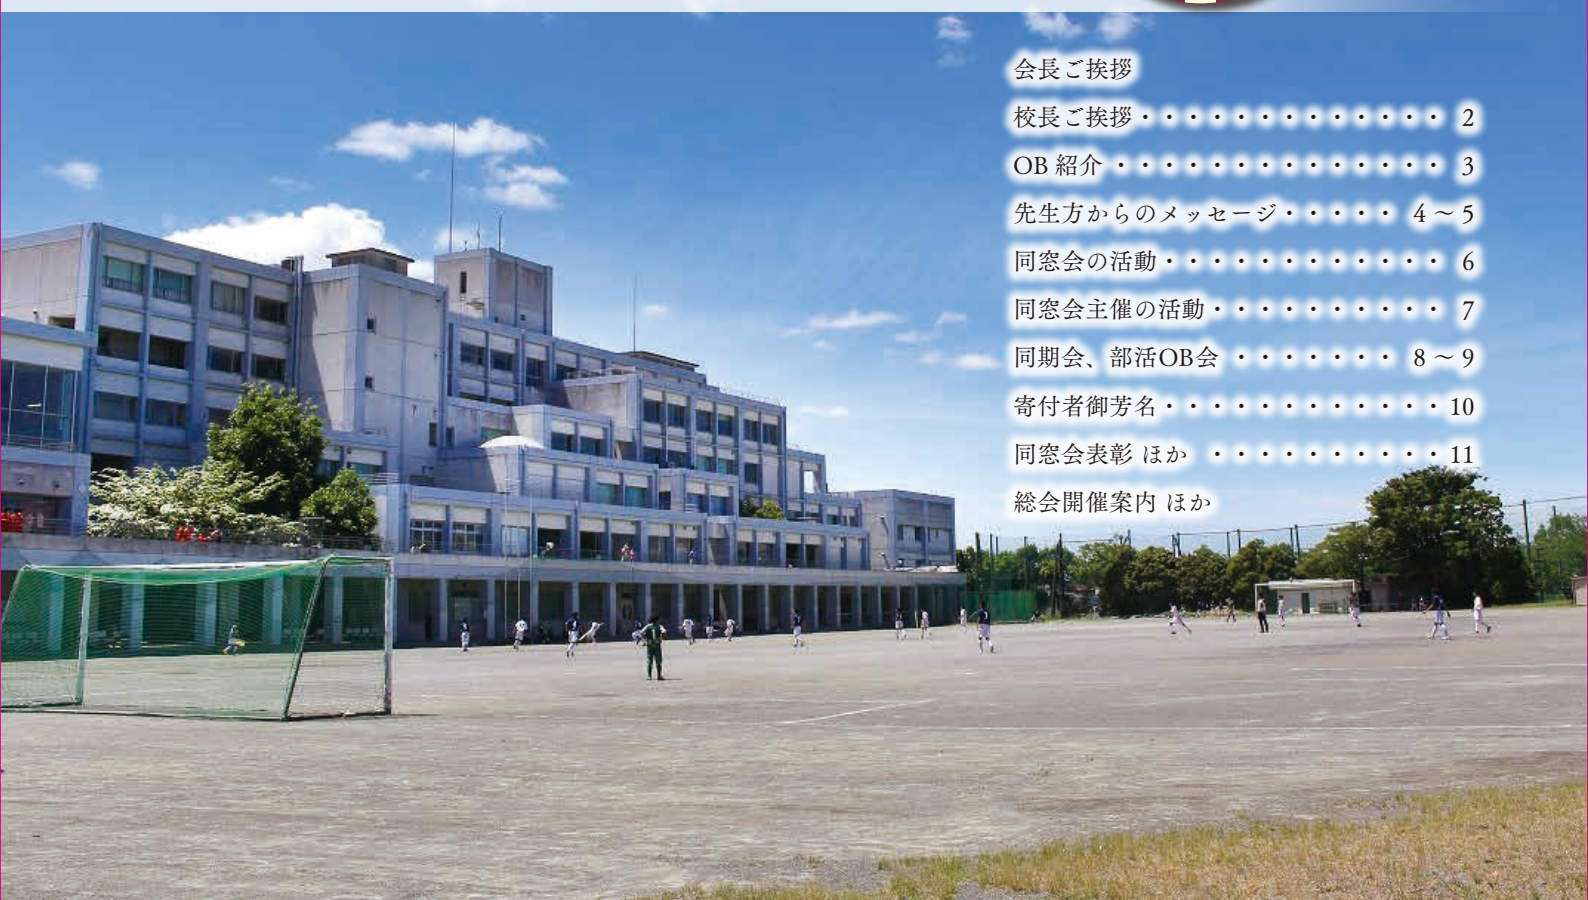 会長ご挨拶
校長ご挨拶・・・・・・・・・・・・・ 2
OB 紹介・・・・・・・・・・・・・・ 3
先生方からのメッセージ・・・・・ 4～5
同窓会の活動・・・・・・・・・・・・ 6
同窓会主催の活動・・・・・・・・・・ 7
同期会、部活OB会 ・・・・・・・ 8～9
寄付者御芳名・・・・・・・・・・・・10
同窓会表彰 ほか ・・・・・・・・・・11
総会開催案内 ほか